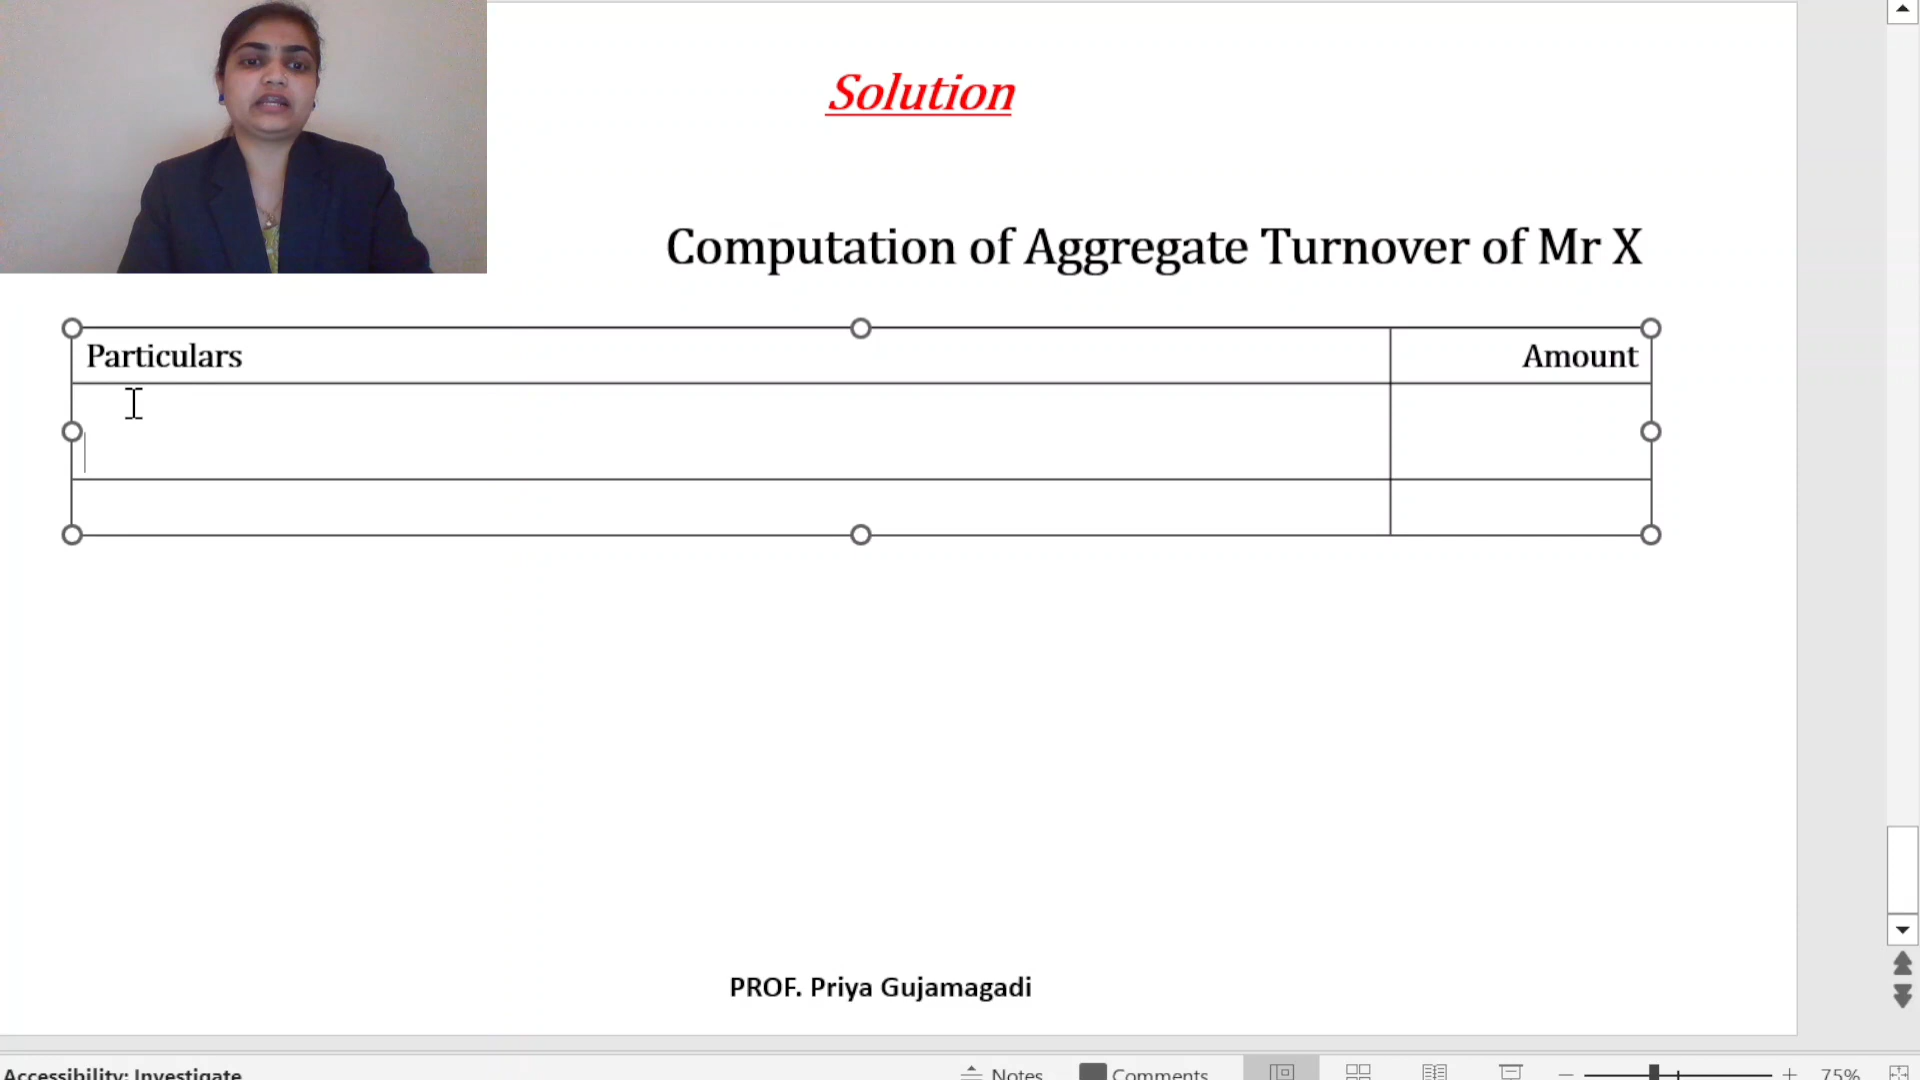 Solution
Computation of Aggregate Turnover of Mr X
Particulars
Amount
PROF. Priya Gujamagadi
Accessibility: Investigate
Notes
Comments
75%